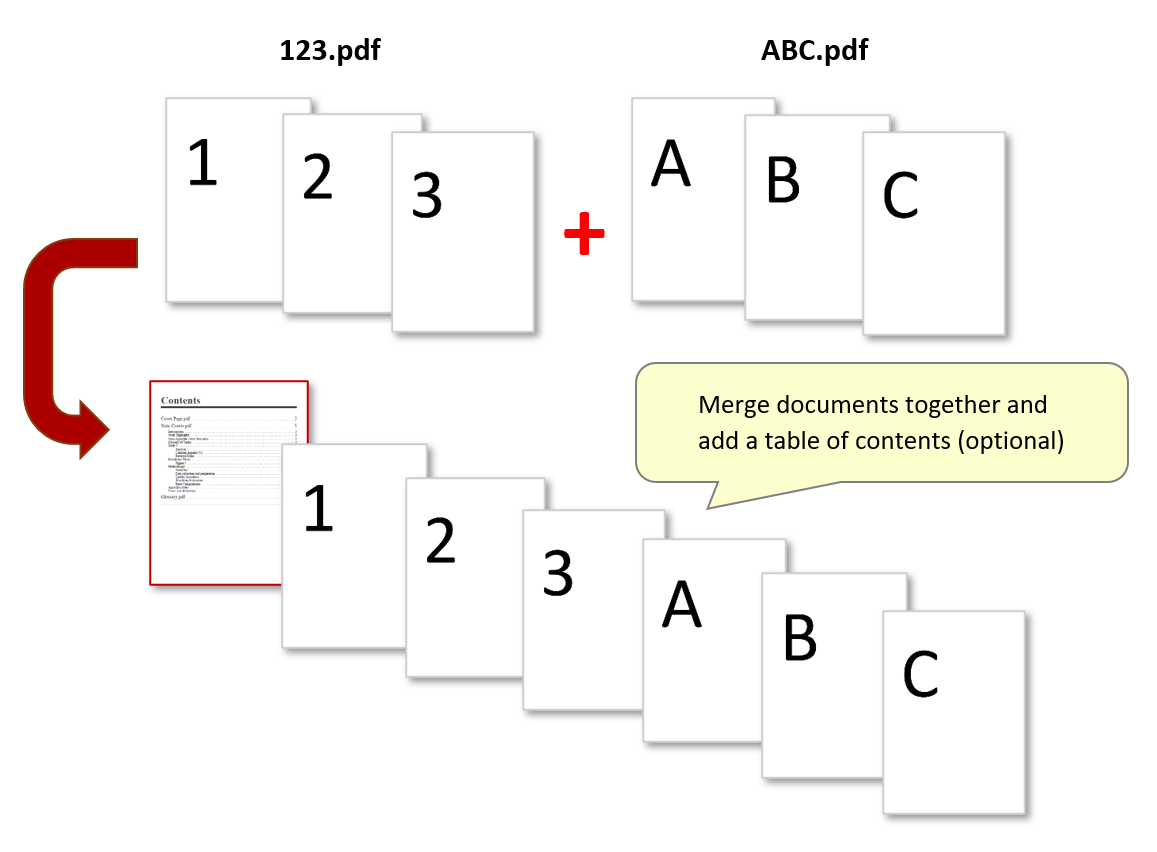 123.pdf
ABC.pdf
1
2
3
A
B
C
+
Merge documents together and
add a table of contents (optional)
Contents
Cover Page.pdf
State Courts.pdf
Glossary.pdf
1
2
3
A
B
C